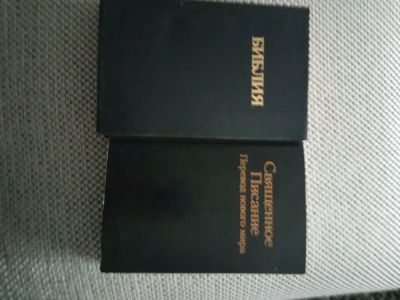 БИБЛИЯ
Священное
Писание
Перевод нового мира